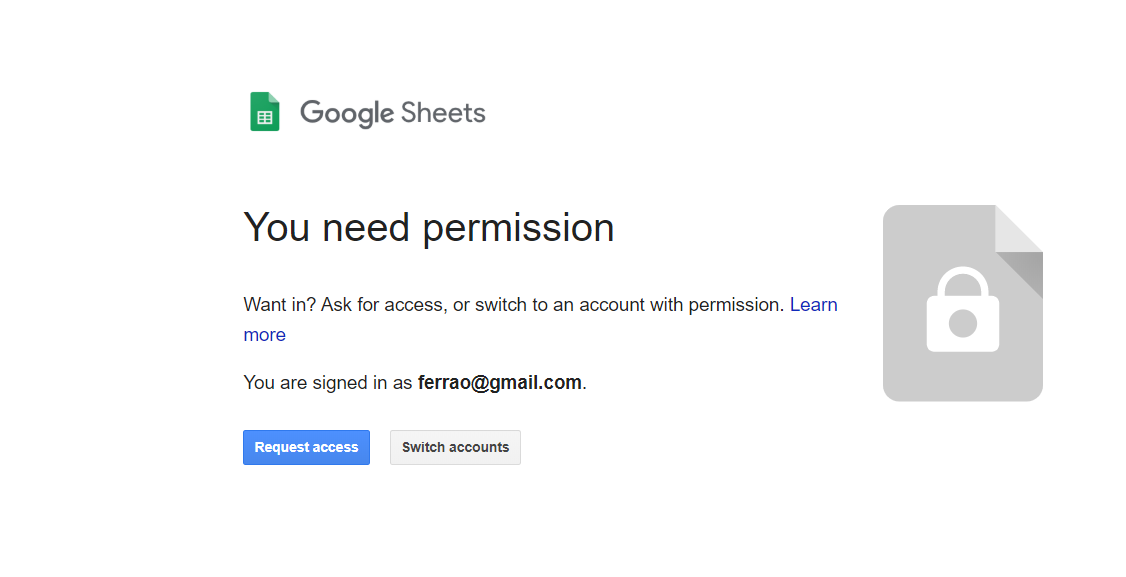 Google Sheets
You need permission
Want in? Ask for access, or switch to an account with permission. Learn
more
You are signed in as ferrao@gmail.com.
Request access Switch accounts